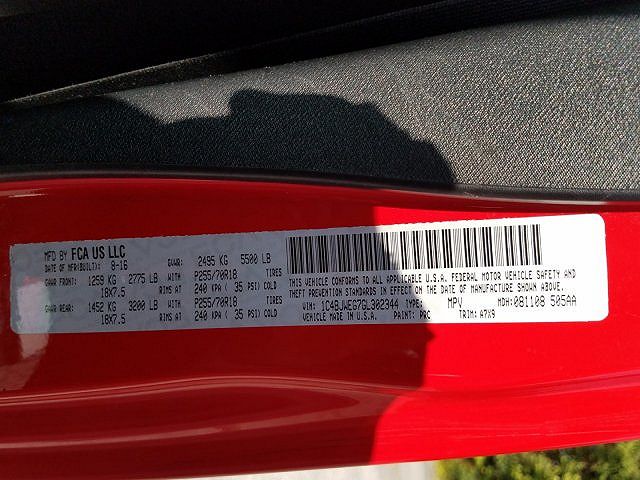 MFD BY FCA US LLC
DATE OF MFR(BUILT): 8-16 GVWR: 2495 KG 5500 LB
GAWR FRONT: 1259 KG 2775 LB WITH P255/70R18 TIRES
18X7.5 RIMS AT 240 KPA ( 35 PSI) COLD
GAWR REAR: 1452 KG 3200 LB WITH P255/70R18 TIRES
18X7.5 RIMS AT 240 KPA ( 35 PSI) COLD
THIS VEHICLE CONFORMS TO ALL APPLICABLE U.S.A. FEDERAL MOTOR VEHICLE SAFETY AND
THEFT PREVENTION STANDARDS IN EFFECT ON THE DATE OF MANUFACTURE SHOWN ABOVE.
VIN: 1C4BJWEG7GL302344 TYPE: MPV MDH: 081108 505AA
VEHICLE MADE IN U.S.A. PAINT: PRC TRIM: A7X9